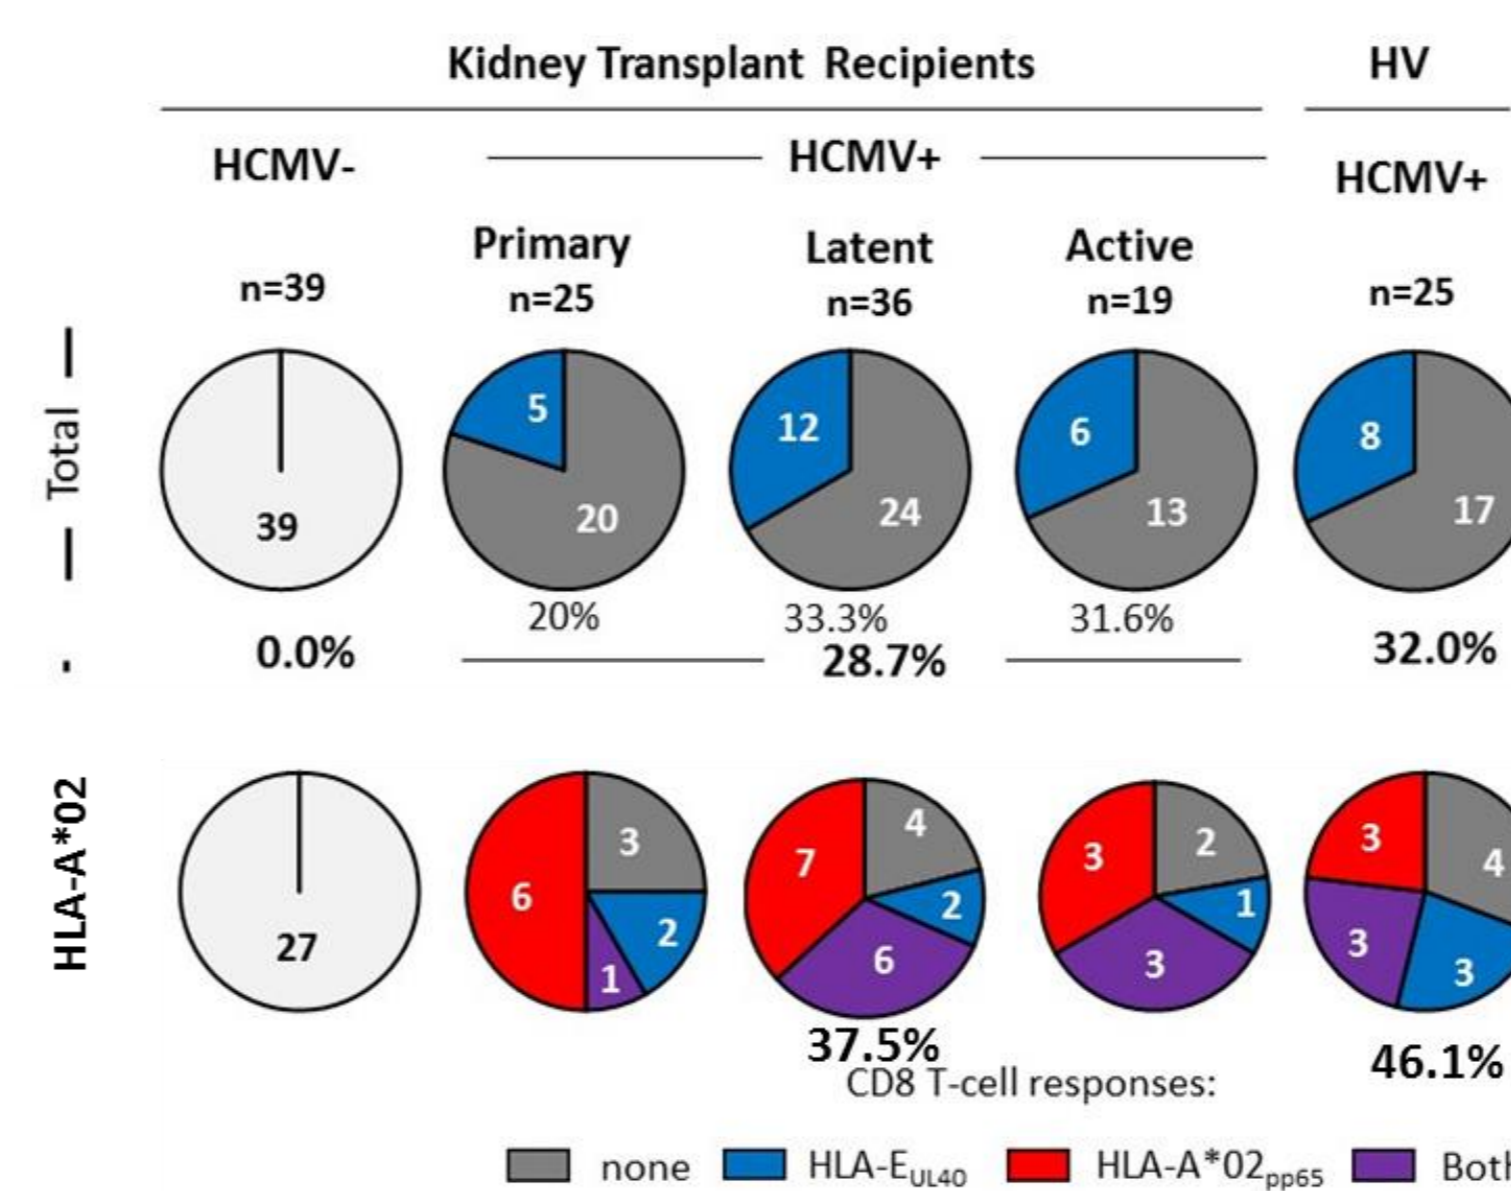 Kidney Transplant Recipients HV
HCMV- HCMV+ HCMV+
Primary Latent Active
n=39 n=25 n=36 n=19 n=25
Total
5 12 6 8
39 20 24 13 17
20% 33.3% 31.6%
0.0% 28.7% 32.0%
HLA-A*02
3 4 2 3 4
27 6 2 1 7 2 6 3 1 3 3 3
37.5% 46.1%
CD8 T-cell responses:
none HLA-EUL40 HLA-A*02pp65